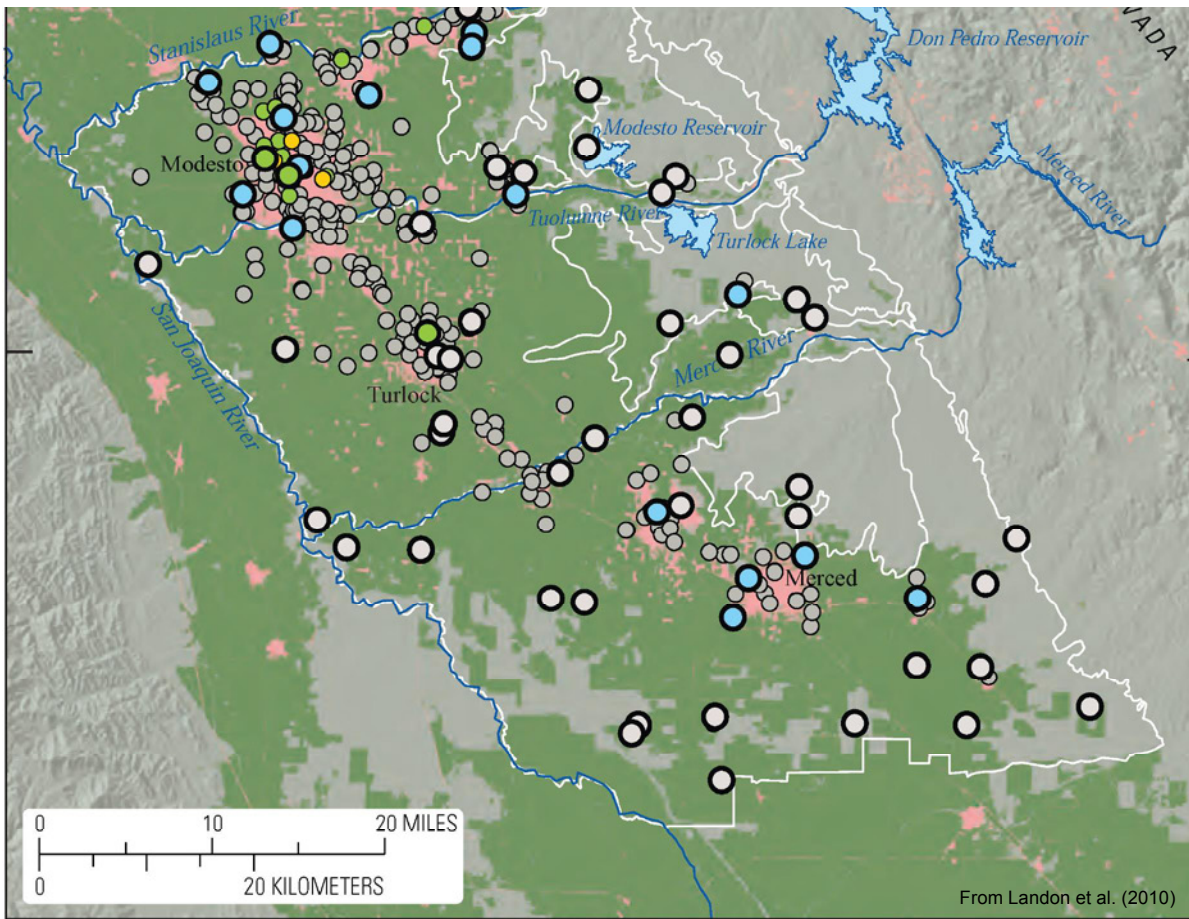 VADA
Stanislaus River
Don Pedro Reservoir
Modesto Reservoir
Modesto
Merced River
Tuolumne River
Turlock Lake
San Joaquin River
Merced River
Turlock
Merced
0 10 20 MILES
0 20 KILOMETERS
From Landon et al. (2010)